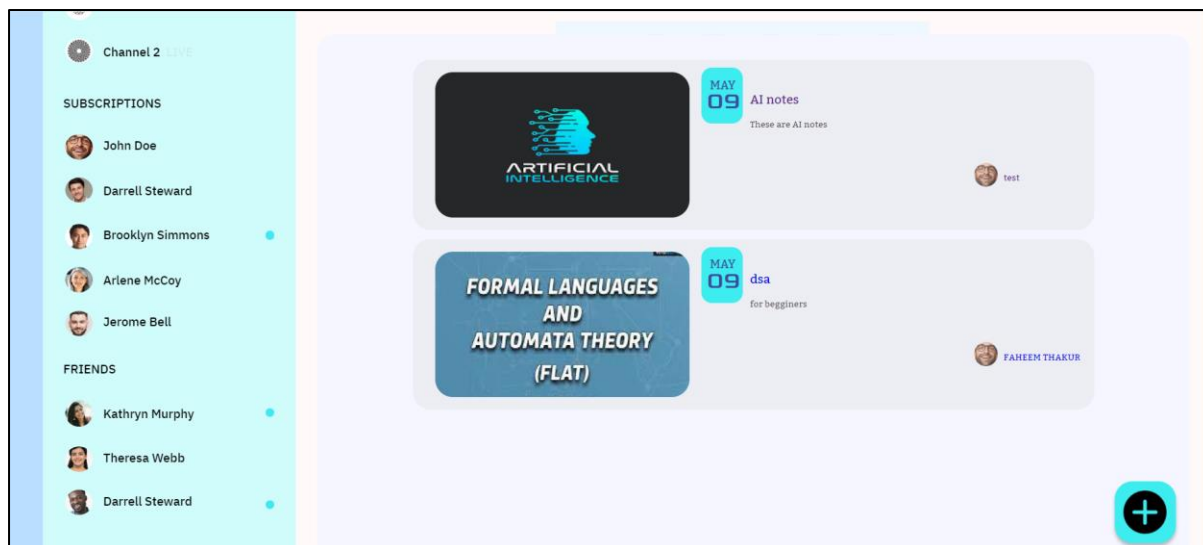 Channel 2 LIVE
SUBSCRIPTIONS
John Doe
Darrell Steward
Brooklyn Simmons
Arlene McCoy
Jerome Bell
FRIENDS
Kathryn Murphy
Theresa Webb
Darrell Steward
ARTIFICIAL
INTELLIGENCE
MAY
09
AI notes
These are AI notes
test
FORMAL LANGUAGES
AND
AUTOMATA THEORY
(FLAT)
MAY
09
dsa
for begginers
FAHEEM THAKUR